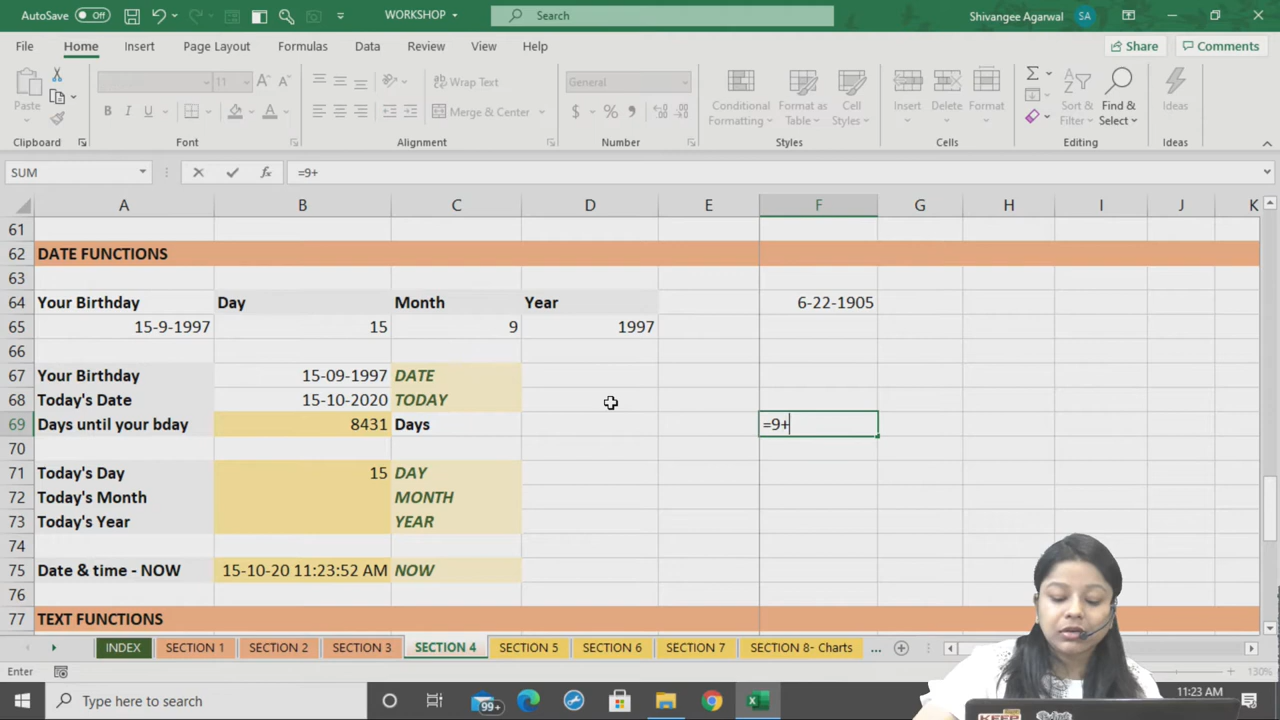 AutoSave Off WORKSHOP Search Shivangee Agarwal SA
File Home Insert Page Layout Formulas Data Review View Help Share Comments
Paste 11 Wrap Text General Conditional Formatting Format as Table Cell Styles Insert Delete Format Sort & Filter Find & Select Ideas
Merge & Center
Clipboard Font Alignment Number Styles Cells Editing Ideas
SUM =9+
A B C D E F G H I J K
61
62 DATE FUNCTIONS
63
64 Your Birthday Day Month Year 6-22-1905
65 15-9-1997 15 9 1997
66
67 Your Birthday 15-09-1997 DATE
68 Today's Date 15-10-2020 TODAY
69 Days until your bday 8431 Days =9+
70
71 Today's Day 15 DAY
72 Today's Month MONTH
73 Today's Year YEAR
74
75 Date & time - NOW 15-10-20 11:23:52 AM NOW
76
77 TEXT FUNCTIONS
INDEX SECTION 1 SECTION 2 SECTION 3 SECTION 4 SECTION 5 SECTION 6 SECTION 7 SECTION 8- Charts ...
Enter 130%
Type here to search 99+ 11:23 AM
KEEP